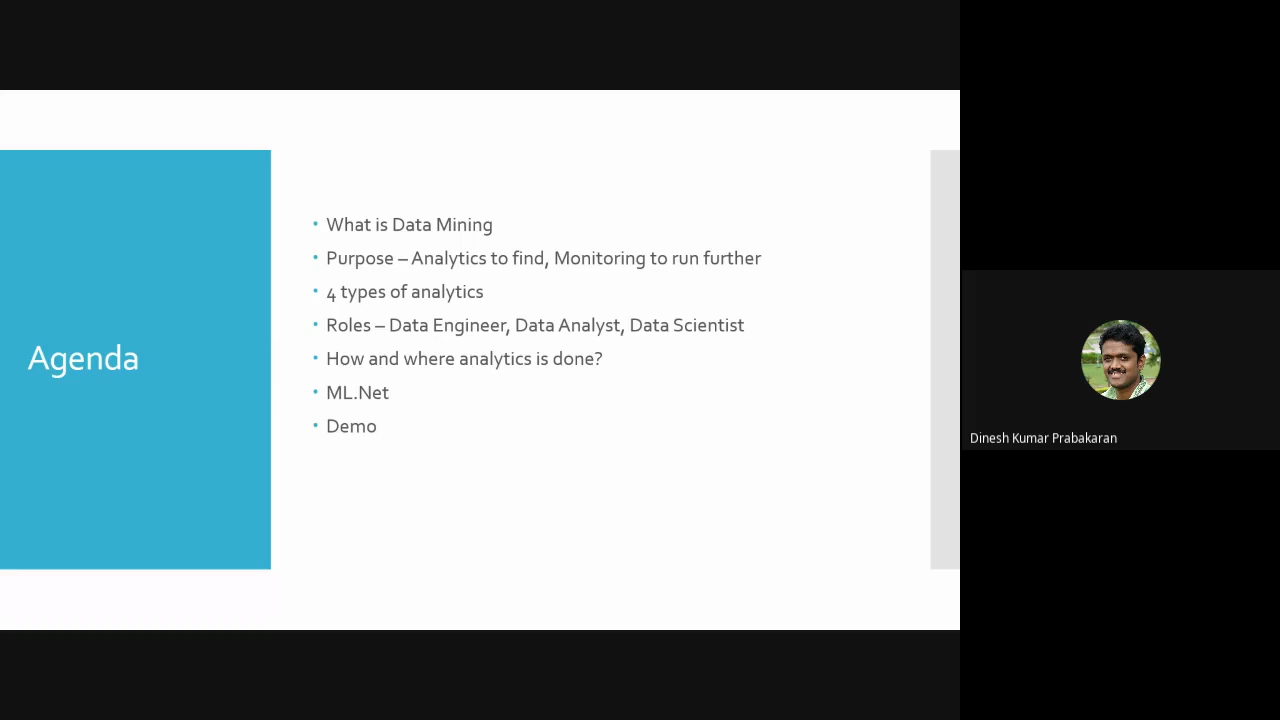 Agenda
• What is Data Mining
• Purpose – Analytics to find, Monitoring to run further
• 4 types of analytics
• Roles – Data Engineer, Data Analyst, Data Scientist
• How and where analytics is done?
• ML.Net
• Demo
Dinesh Kumar Prabakaran